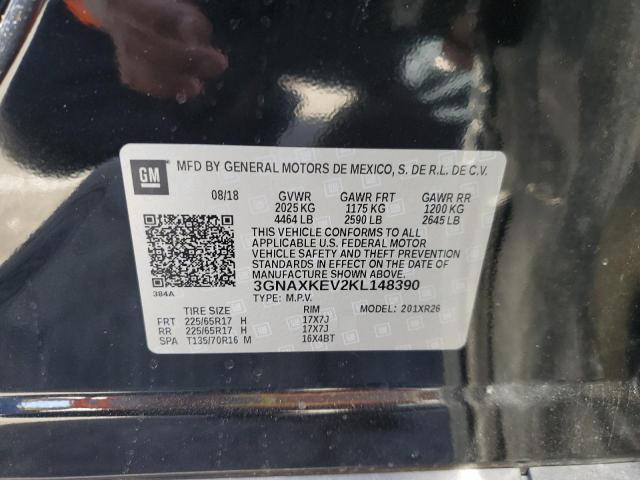 GM
MFD BY GENERAL MOTORS DE MEXICO, S. DE R.L. DE C.V.
08/18 GVWR GAWR FRT GAWR RR
2025 KG 1175 KG 1200 KG
4464 LB 2590 LB 2645 LB
THIS VEHICLE CONFORMS TO ALL
APPLICABLE U.S. FEDERAL MOTOR
VEHICLE SAFETY AND THEFT PREVENTION
STANDARDS IN EFFECT ON THE DATE OF
MANUFACTURE SHOWN ABOVE.
384A
3GNAXKEV2KL148390
TYPE: M.P.V. MODEL: 201XR26
TIRE SIZE RIM
FRT 225/65R17 H 17X7J
RR 225/65R17 H 17X7J
SPA T135/70R16 M 16X4BT